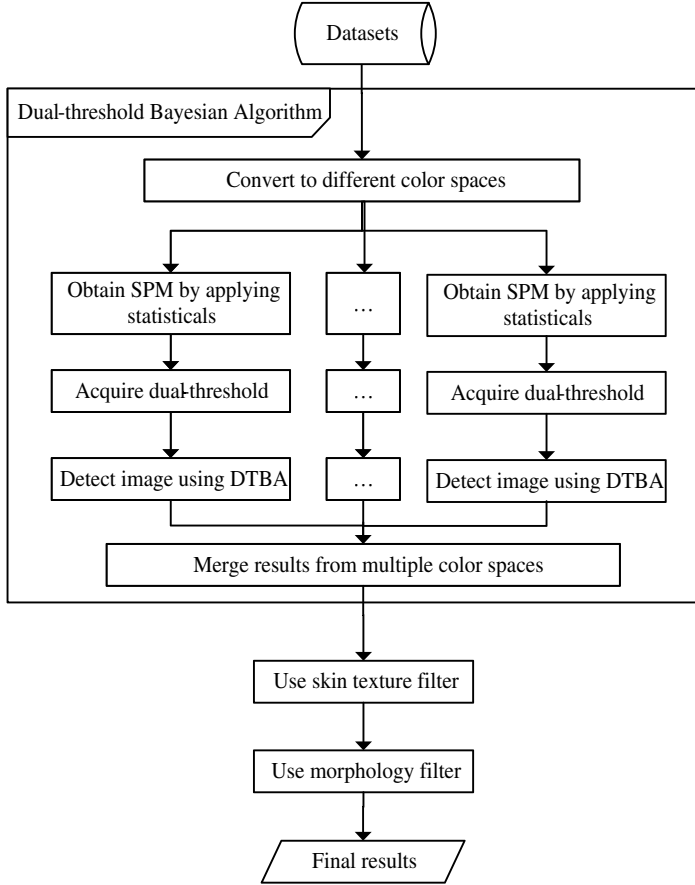 Datasets
Dual-threshold Bayesian Algorithm
Convert to different color spaces
Obtain SPM by applying
statisticals
...
Obtain SPM by applying
statisticals
Acquire dual-threshold
...
Acquire dual-threshold
Detect image using DTBA
...
Detect image using DTBA
Merge results from multiple color spaces
Use skin texture filter
Use morphology filter
Final results